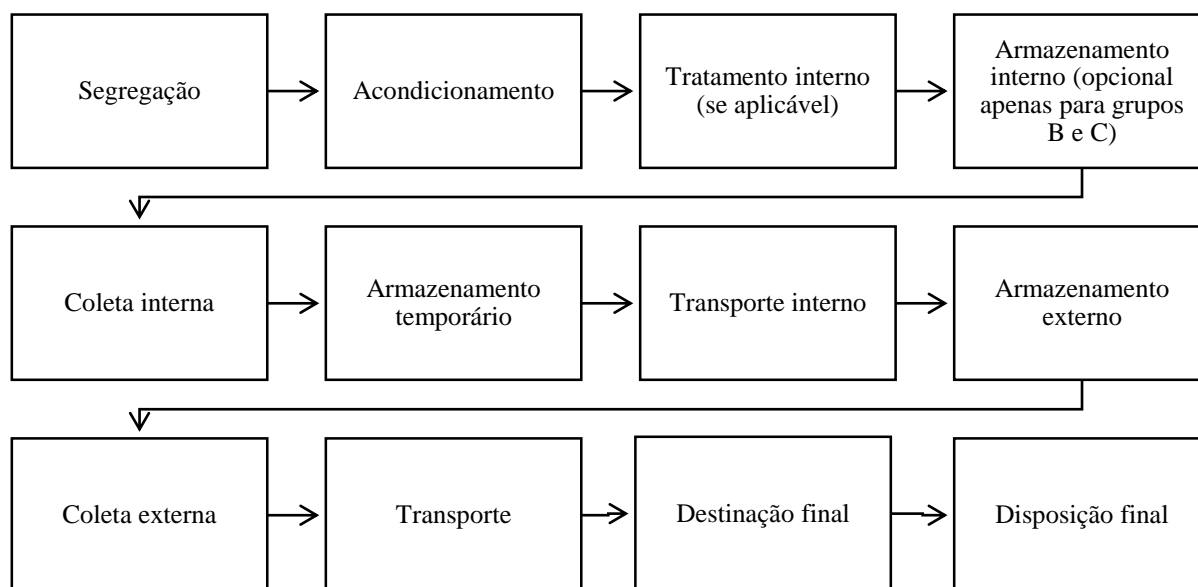 Segregação
Acondicionamento
Tratamento interno
(se aplicável)
Armazenamento
interno (opcional
apenas para grupos
B e C)
Coleta interna
Armazenamento
temporário
Transporte interno
Armazenamento
externo
Coleta externa
Transporte
Destinação final
Disposição final